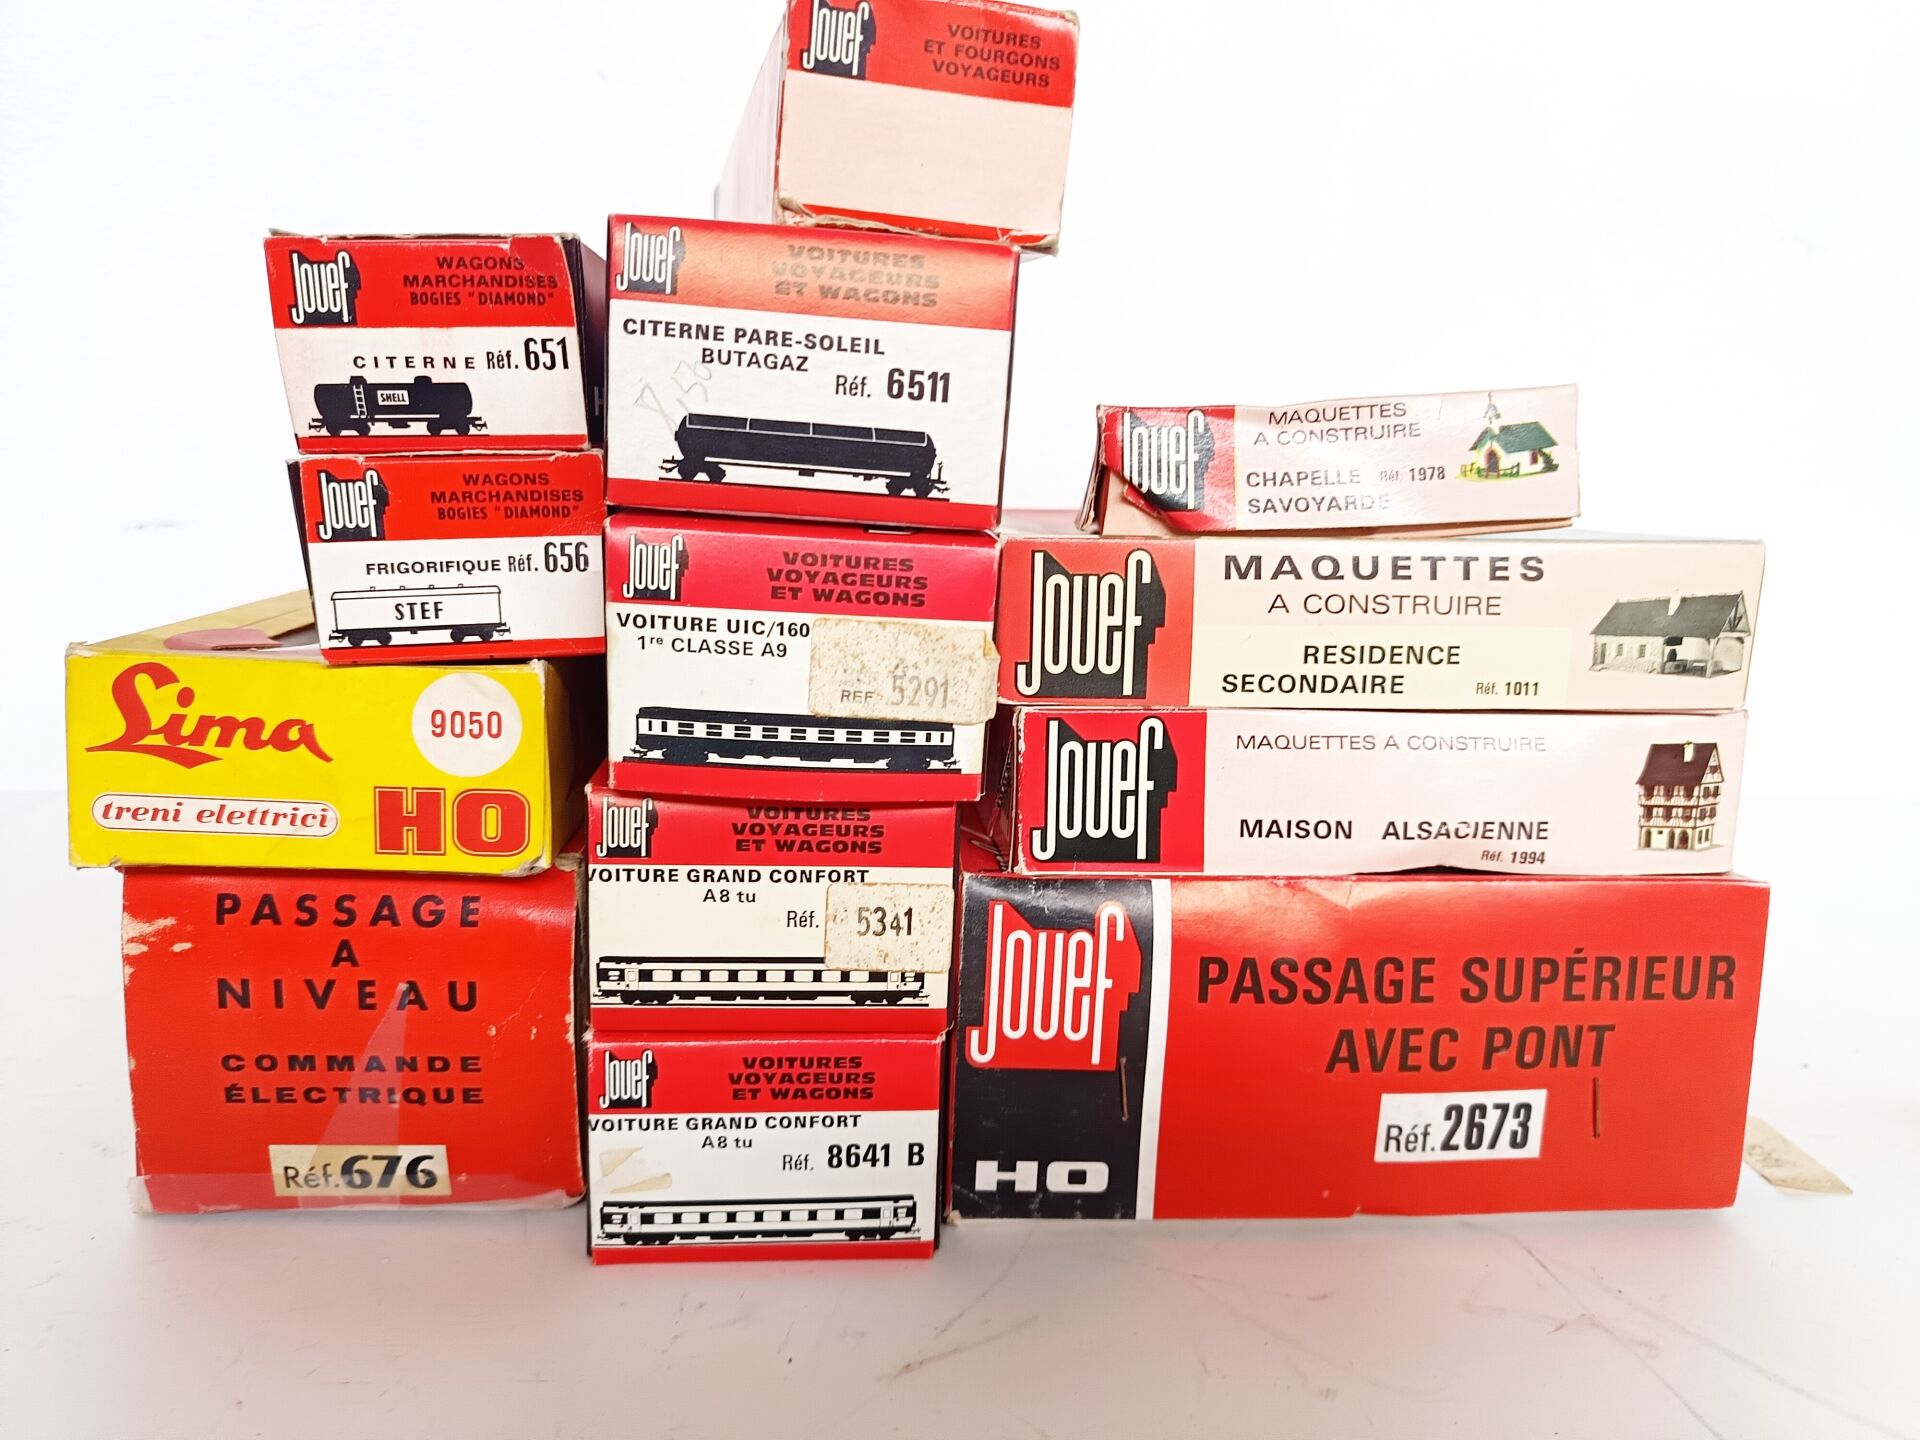 Jouef
VOITURES
ET FOURGONS
VOYAGEURS
Jouef
WAGONS
MARCHANDISES
BOGIES "DIAMOND"
CITERNE Réf. 651
SHELL
Jouef
WAGONS
MARCHANDISES
BOGIES "DIAMOND"
FRIGORIFIQUE Réf. 656
STEF
Lima
9050
treni elettrici
HO
PASSAGE
A
NIVEAU
COMMANDE
ÉLECTRIQUE
Réf. 676
Jouef
VOITURES
VOYAGEURS
ET WAGONS
CITERNE PARE-SOLEIL
BUTAGAZ
8,50
Réf. 6511
Jouef
VOITURES
VOYAGEURS
ET WAGONS
VOITURE UIC/160
1re CLASSE A9
REF. 5291
Jouef
VOITURES
VOYAGEURS
ET WAGONS
VOITURE GRAND CONFORT
A8 tu
Réf. 5341
Jouef
VOITURES
VOYAGEURS
ET WAGONS
VOITURE GRAND CONFORT
A8 tu
Réf. 8641 B
Jouef
MAQUETTES
A CONSTRUIRE
CHAPELLE Réf. 1978
SAVOYARDE
Jouef
MAQUETTES
A CONSTRUIRE
RESIDENCE
SECONDAIRE Réf. 1011
Jouef
MAQUETTES A CONSTRUIRE
MAISON ALSACIENNE
Réf. 1994
Jouef
HO
PASSAGE SUPÉRIEUR
AVEC PONT
Réf. 2673